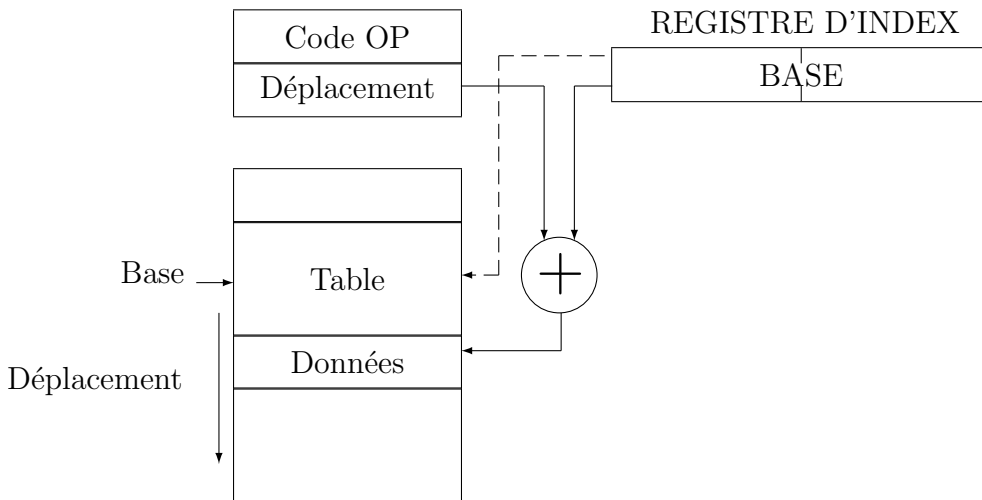 Code OP
Déplacement
REGISTRE D'INDEX
BASE
Base
Table
Données
Déplacement